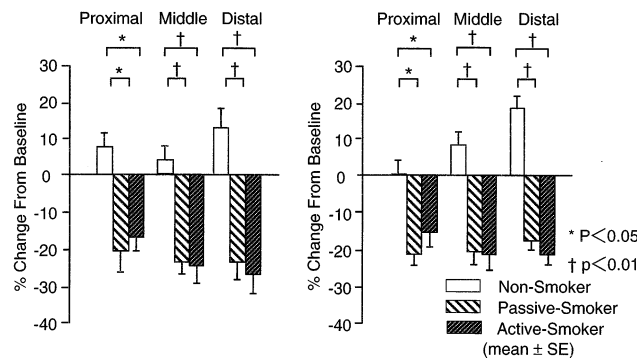 Proximal Middle Distal
* † †
* † †
% Change From Baseline
30
20
10
0
-10
-20
-30
-40
Proximal Middle Distal
* † †
* † †
% Change From Baseline
30
20
10
0
-10
-20
-30
-40
* P<0.05
† p<0.01
Non-Smoker
Passive-Smoker
Active-Smoker
(mean ± SE)